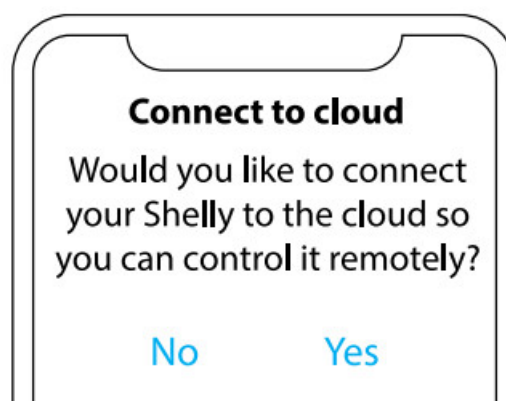 Connect to cloud
Would you like to connect
your Shelly to the cloud so
you can control it remotely?
No Yes